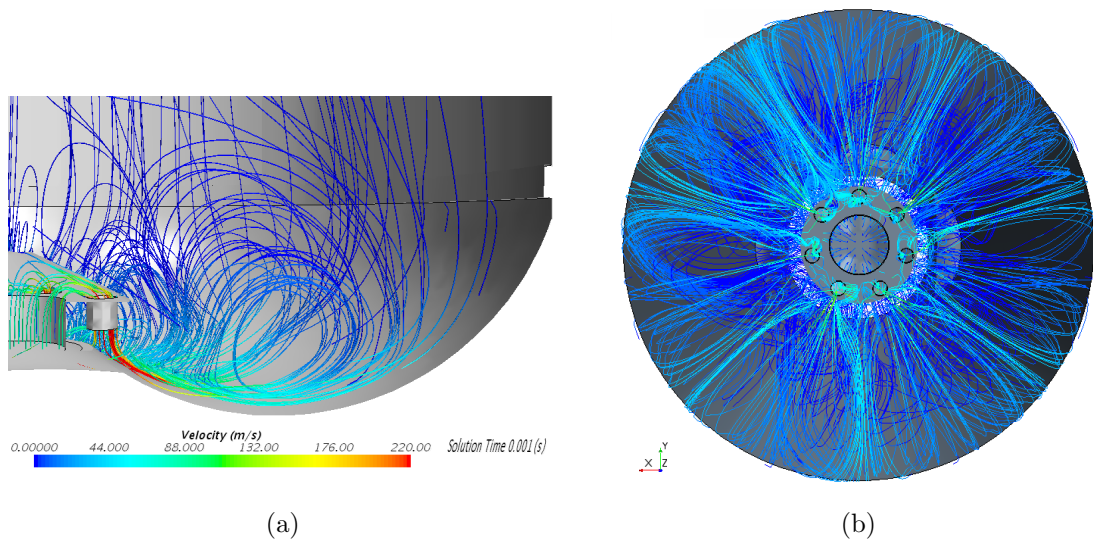 Velocity (m/s)
0.00000 44.000 88.000 132.00 176.00 220.00 Solution Time 0.001 (s)
Y
X Z
(a) (b)